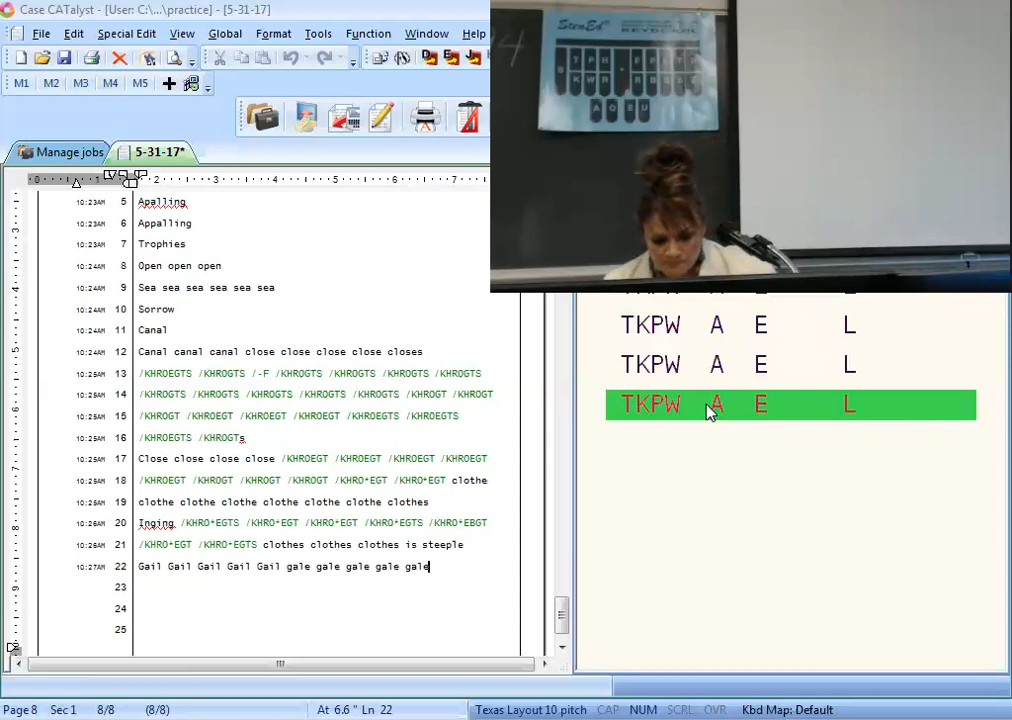 Case CATalyst - [User: C:\...\practice] - [5-31-17]
File Edit Special Edit View Global Format Tools Function Window Help
M1 M2 M3 M4 M5
Manage jobs 5-31-17*
0 1 2 3 4 5 6 7
10:23AM 5 Apalling
10:23AM 6 Appalling
10:23AM 7 Trophies
10:24AM 8 Open open open
10:24AM 9 Sea sea sea sea sea sea
10:24AM 10 Sorrow
10:24AM 11 Canal
10:24AM 12 Canal canal canal close close close close closes
10:25AM 13 /KHROEGTS /KHROGTS /-F /KHROGTS /KHROGTS /KHROGTS /KHROGTS
10:25AM 14 /KHROGTS /KHROGTS /KHROGTS /KHROGTS /KHROGT /KHROGT
10:25AM 15 /KHROGT /KHROEGT /KHROGT /KHROEGT /KHROEGTS /KHROEGTS
10:25AM 16 /KHROEGTS /KHROGTs
10:25AM 17 Close close close close /KHROEGT /KHROEGT /KHROEGT /KHROEGT
10:25AM 18 /KHROEGT /KHROGT /KHROGT /KHROGT /KHRO*EGT /KHRO*EGT clothe
10:25AM 19 clothe clothe clothe clothe clothe clothe clothes
10:26AM 20 Inging /KHRO*EGTS /KHRO*EGT /KHRO*EGT /KHRO*EGTS /KHRO*EBGT
10:26AM 21 /KHRO*EGT /KHRO*EGTS clothes clothes clothes is steeple
10:27AM 22 Gail Gail Gail Gail Gail gale gale gale gale gale
23
24
25
StenEd
TKPW A E L
TKPW A E L
TKPW A E L
Page 8 Sec 1 8/8 (8/8) At 6.6 " Ln 22 Texas Layout 10 pitch CAP NUM SCRL OVR Kbd Map: Default